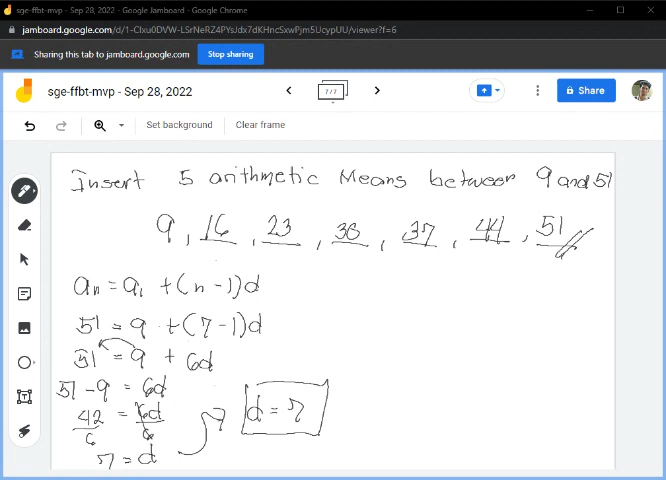 sge-ffbt-mvp - Sep 28, 2022 - Google Jamboard - Google Chrome
jamboard.google.com/d/1-CIxu0DVW-LSrNeRZ4PYsJdx7dKHncSxwPjm5UcypUU/viewer?f=6
Sharing this tab to jamboard.google.com
Stop sharing
sge-ffbt-mvp - Sep 28, 2022
7/7
Share
Set background
Clear frame
Insert 5 arithmetic Means between 9 and 51
9, 16, 23, 30, 37, 44, 51
an = a1 + (n - 1)d
51 = 9 + (7 - 1)d
51 = 9 + 6d
51 - 9 = 6d
42 = 6d
6 6
7 = d
d = 7